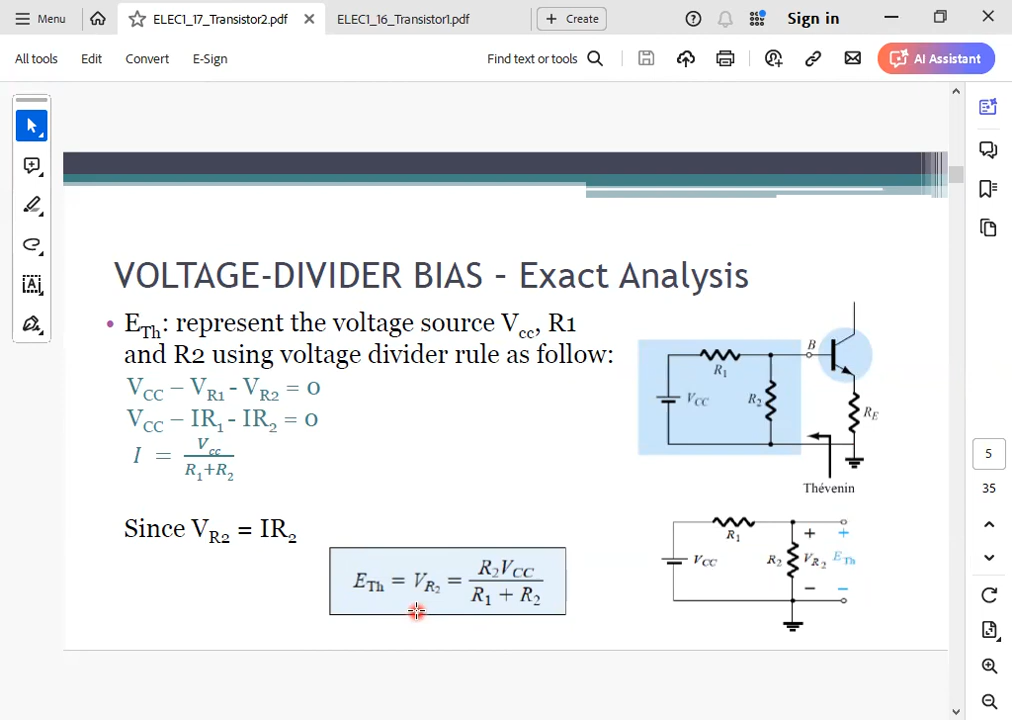 Menu
ELEC1_17_Transistor2.pdf
ELEC1_16_Transistor1.pdf
+ Create
Sign in
All tools
Edit
Convert
E-Sign
Find text or tools
AI Assistant
VOLTAGE-DIVIDER BIAS – Exact Analysis
• E_Th: represent the voltage source V_cc, R1
and R2 using voltage divider rule as follow:
V_CC – V_R1 - V_R2 = 0
V_CC – IR_1 - IR_2 = 0
I = V_cc / R_1+R_2
Since V_R2 = IR_2
E_Th = V_R2 = R_2V_CC / R_1 + R_2
B
R_1
V_CC
R_2
R_E
Thévenin
R_1
V_CC
R_2
+
V_R2
–
+
E_Th
–
5
35